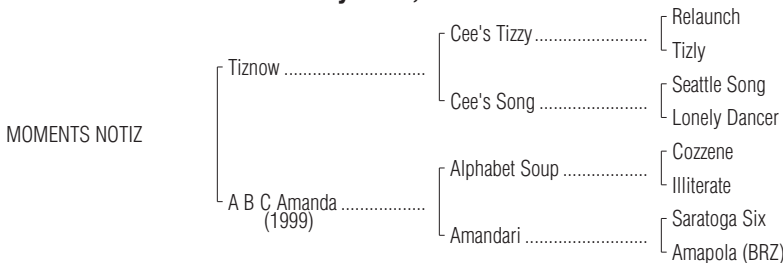 Relaunch
Cee's Tizzy
Tizly
Tiznow
Seattle Song
Cee's Song
Lonely Dancer
MOMENTS NOTIZ
Cozzene
Alphabet Soup
Illiterate
A B C Amanda
(1999)
Saratoga Six
Amandari
Amapola (BRZ)